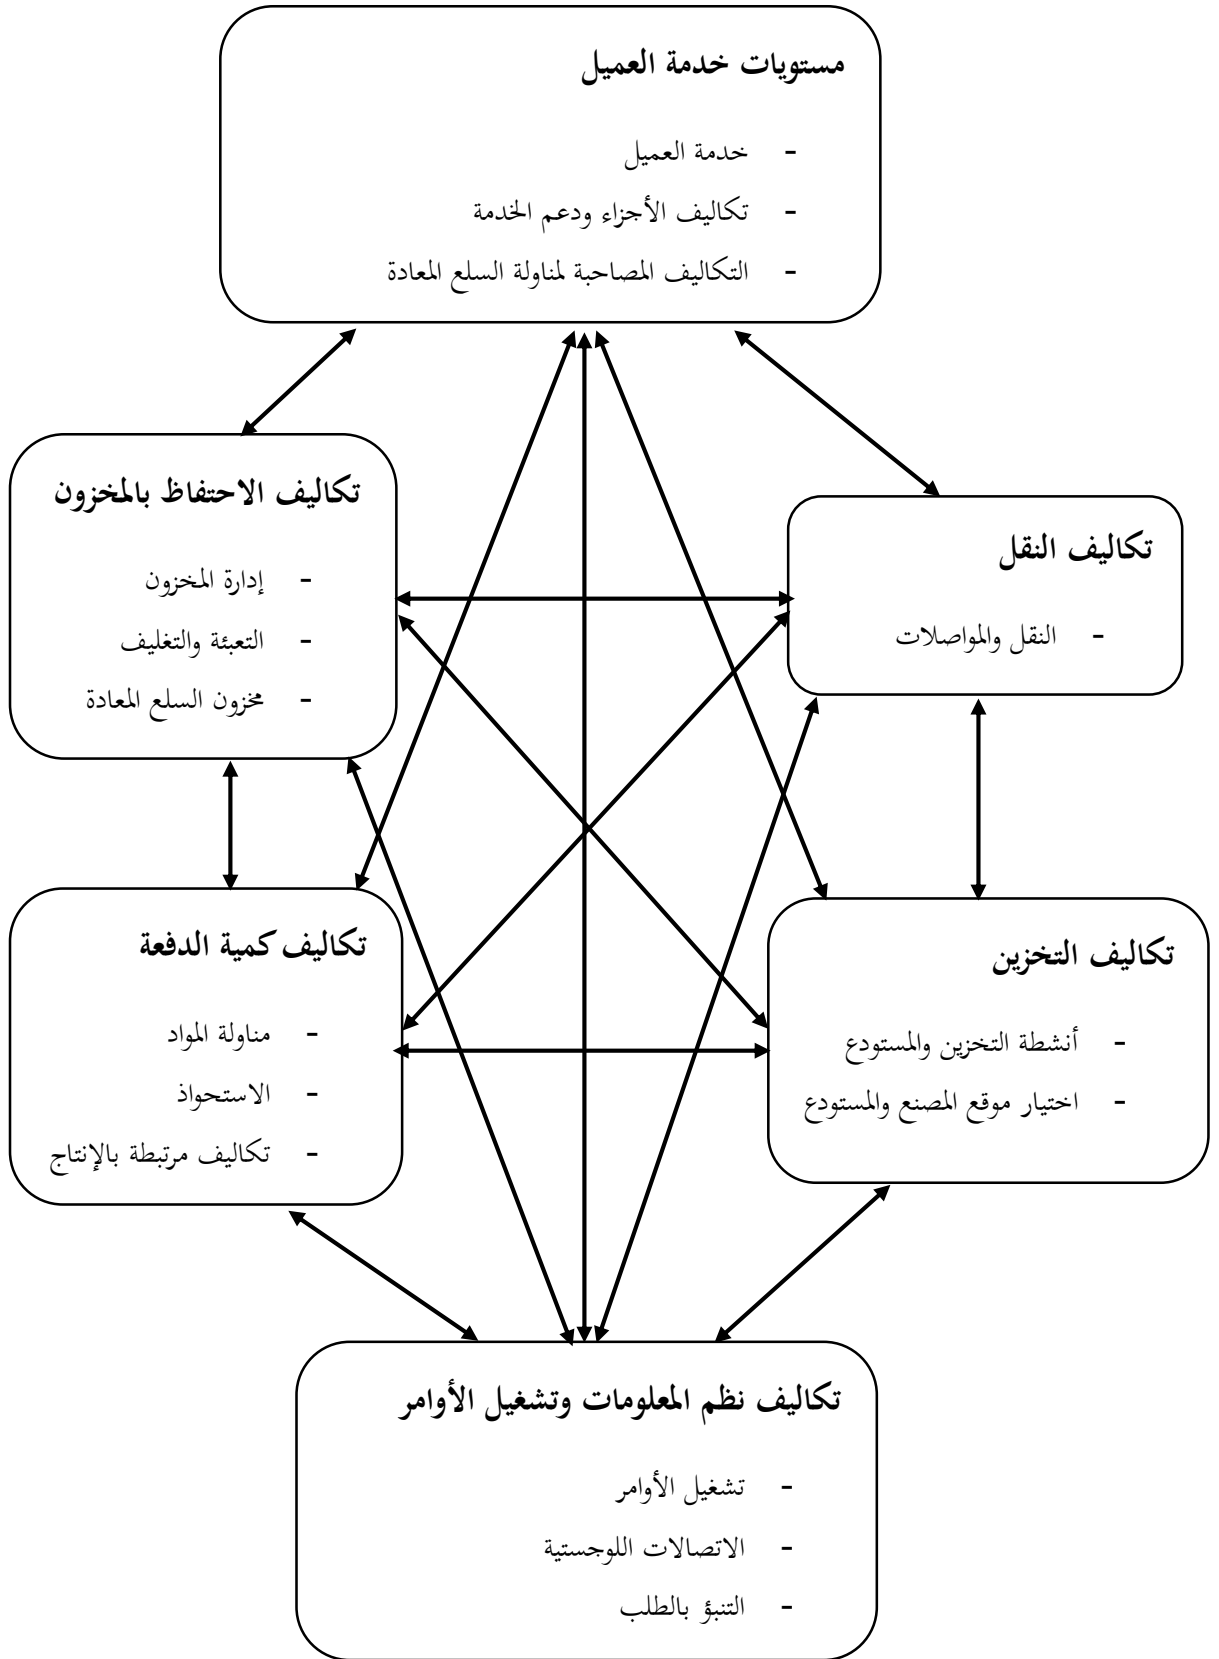 مستويات خدمة العميل
- خدمة العميل
- تكاليف الأجزاء ودعم الخدمة
- التكاليف المصاحبة لمناولة السلع المعادة
تكاليف النقل
- النقل والمواصلات
تكاليف الاحتفاظ بالمخزون
- إدارة المخزون
- التعبئة والتغليف
- مخزون السلع المعادة
تكاليف التخزين
- أنشطة التخزين والمستودع
- اختيار موقع المصنع والمستودع
تكاليف كمية الدفعة
- مناولة المواد
- الاستحواذ
- تكاليف مرتبطة بالإنتاج
تكاليف نظم المعلومات وتشغيل الأوامر
- تشغيل الأوامر
- الاتصالات اللوجستية
- التنبؤ بالطلب